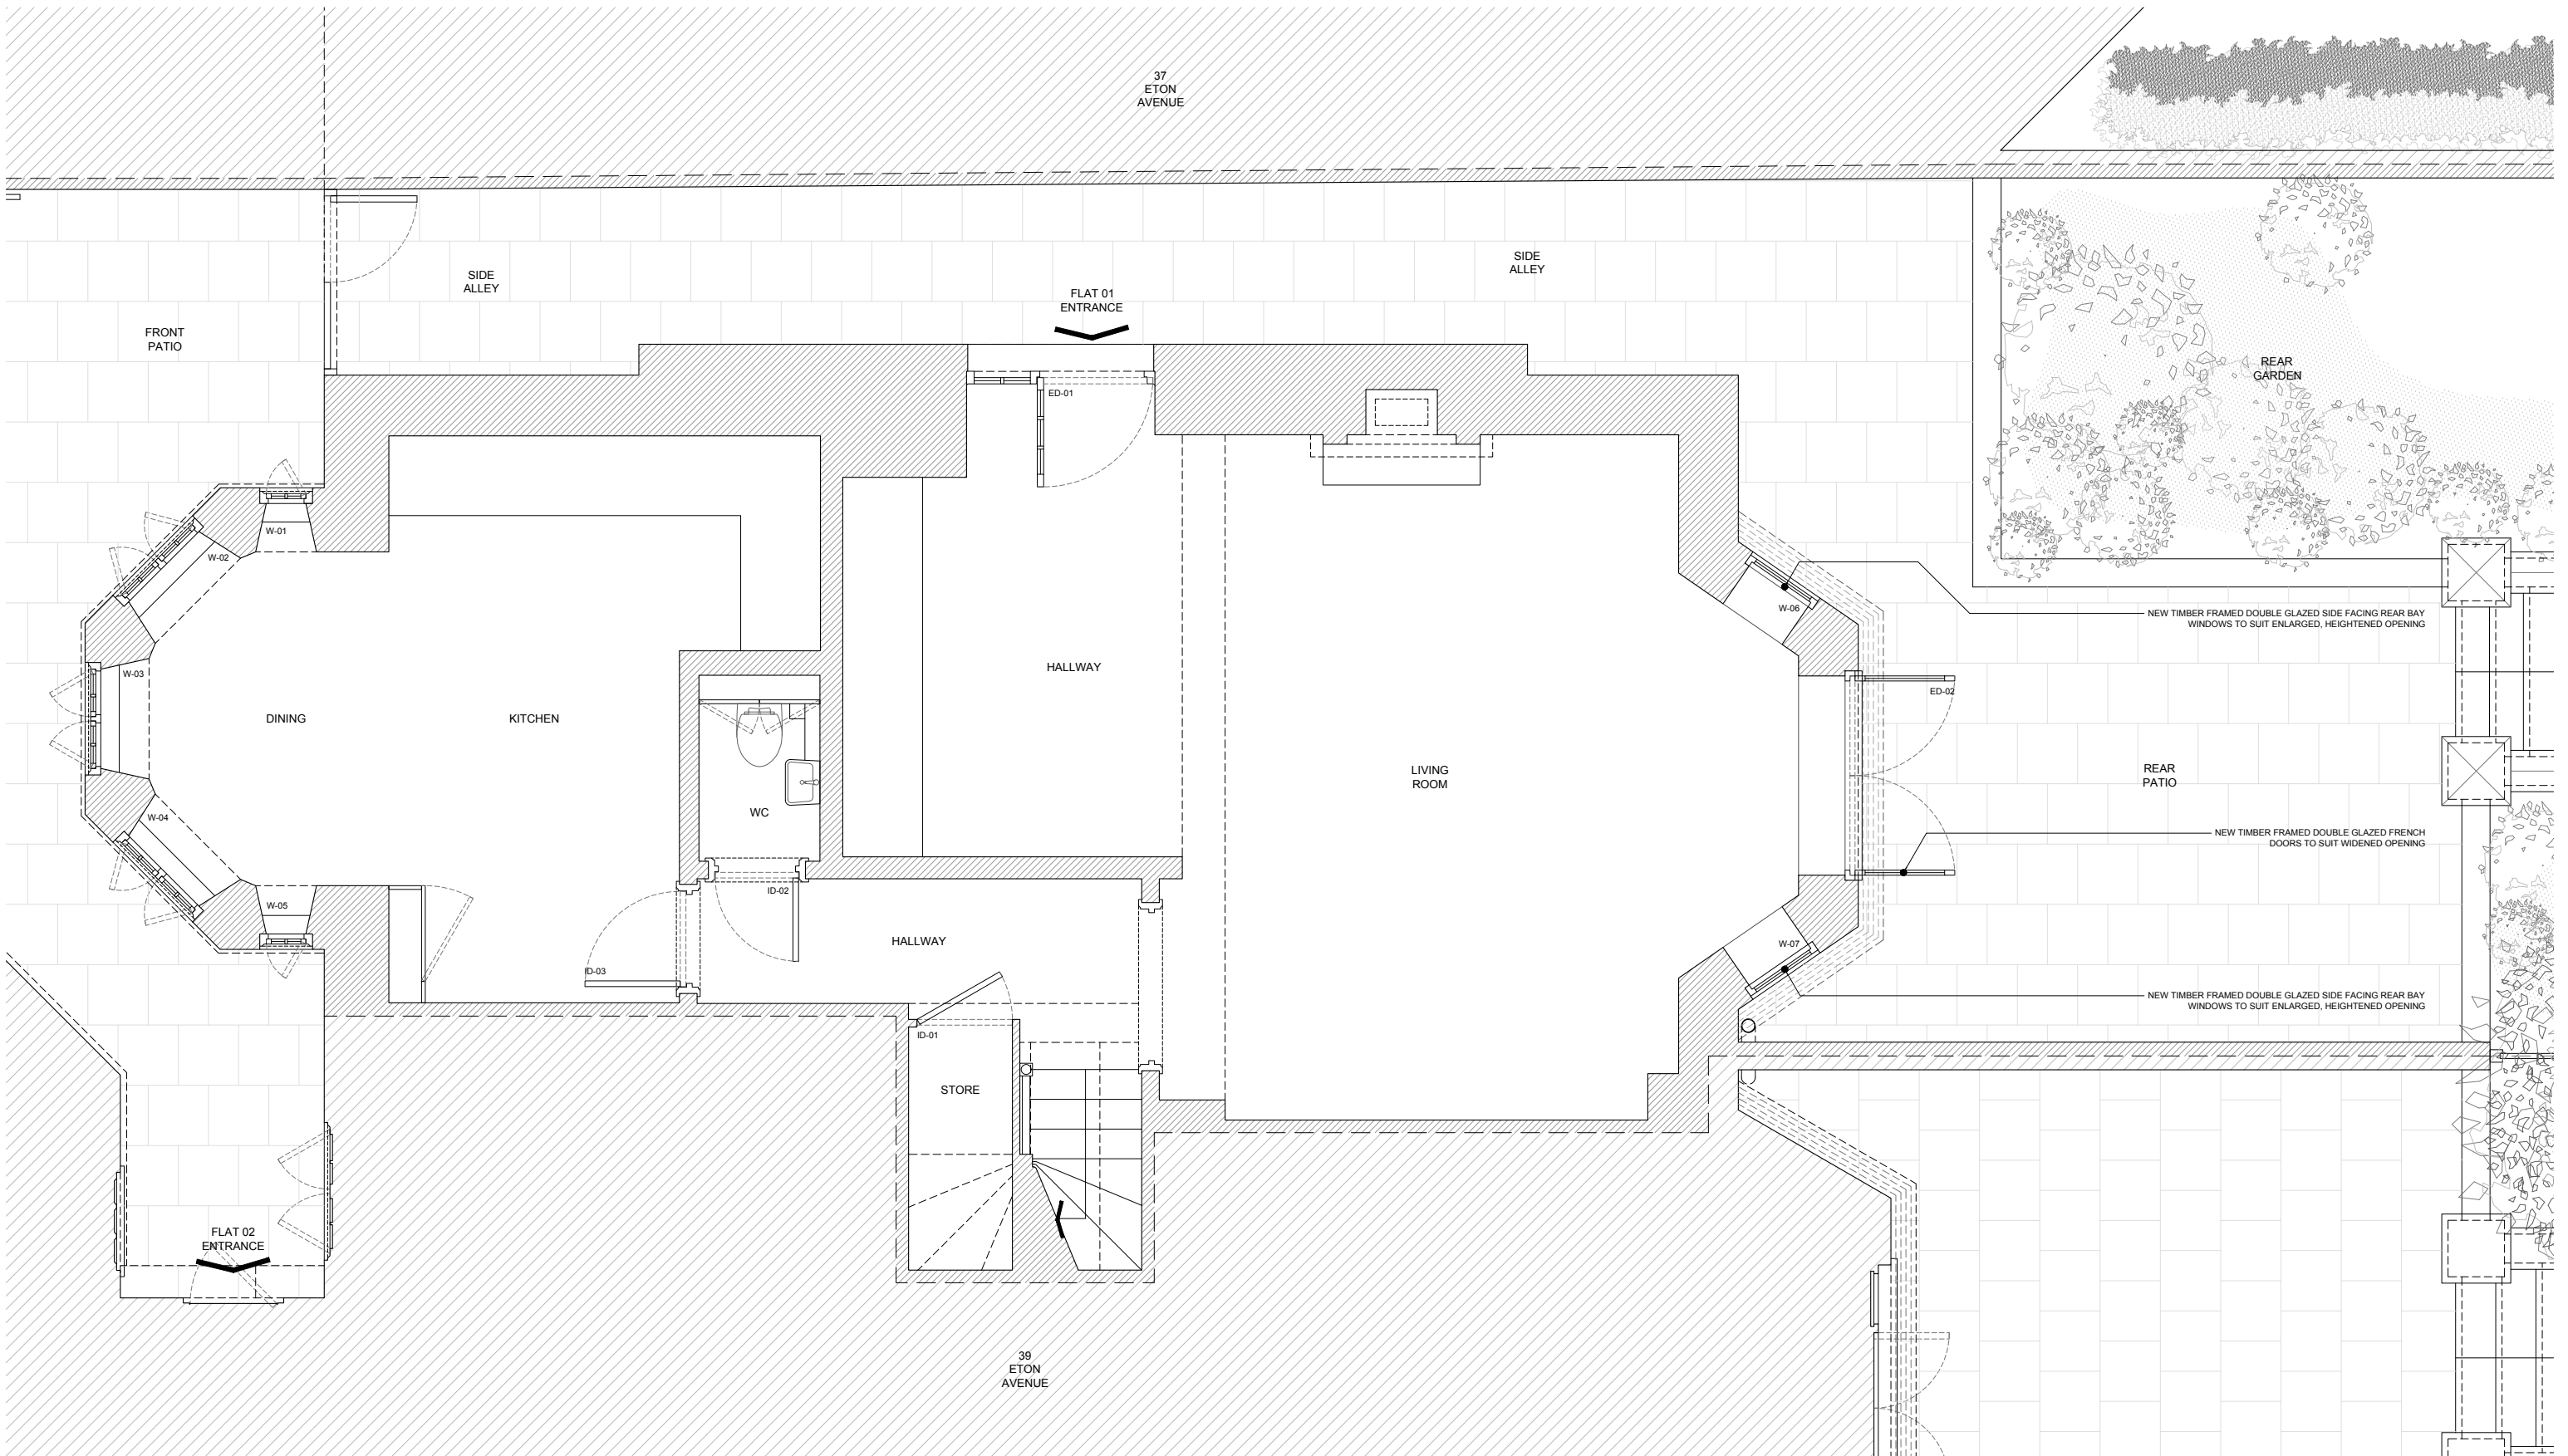 37
ETON
AVENUE
SIDE
ALLEY
SIDE
ALLEY
FLAT 01
ENTRANCE
FRONT
PATIO
REAR
GARDEN
ED-01
W-01
W-02
W-06
NEW TIMBER FRAMED DOUBLE GLAZED SIDE FACING REAR BAY
WINDOWS TO SUIT ENLARGED, HEIGHTENED OPENING
W-03
HALLWAY
ED-02
DINING
KITCHEN
LIVING
ROOM
REAR
PATIO
WC
W-04
NEW TIMBER FRAMED DOUBLE GLAZED FRENCH
DOORS TO SUIT WIDENED OPENING
ID-02
W-05
HALLWAY
W-07
ID-03
NEW TIMBER FRAMED DOUBLE GLAZED SIDE FACING REAR BAY
WINDOWS TO SUIT ENLARGED, HEIGHTENED OPENING
ID-01
STORE
FLAT 02
ENTRANCE
39
ETON
AVENUE